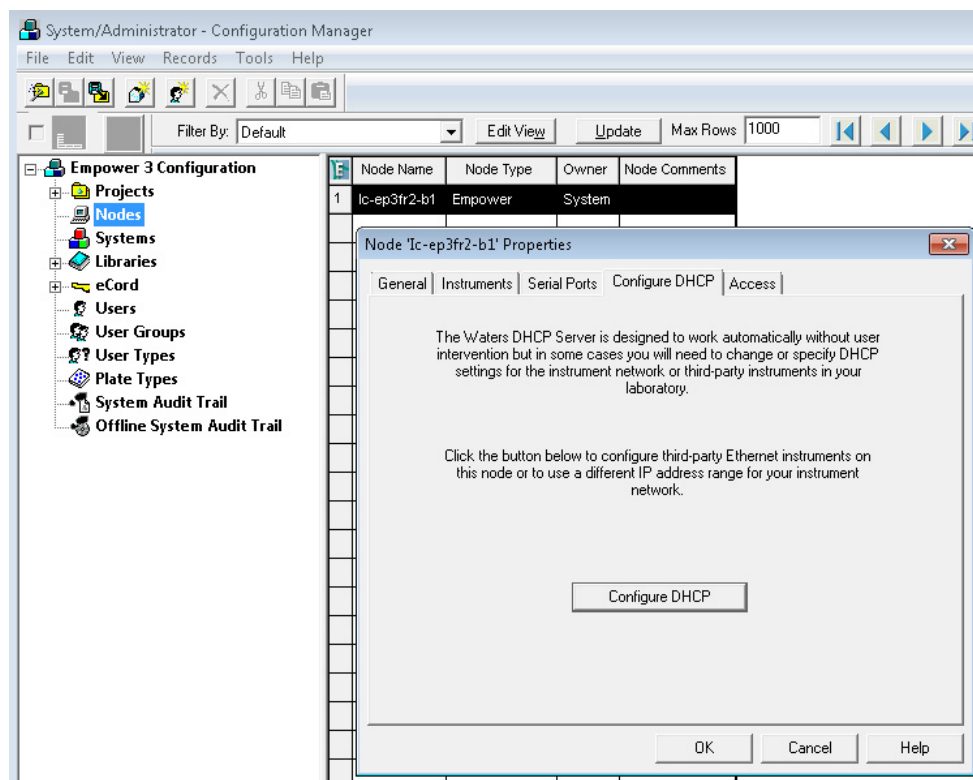 System/Administrator - Configuration Manager
File Edit View Records Tools Help
Filter By: Default Edit View Update Max Rows 1000
Empower 3 Configuration
Projects
Nodes
Systems
Libraries
eCord
Users
User Groups
User Types
Plate Types
System Audit Trail
Offline System Audit Trail
Node Name Node Type Owner Node Comments
1 Ic-ep3fr2-b1 Empower System
Node 'Ic-ep3fr2-b1' Properties
General Instruments Serial Ports Configure DHCP Access
The Waters DHCP Server is designed to work automatically without user
intervention but in some cases you will need to change or specify DHCP
settings for the instrument network or third-party instruments in your
laboratory.
Click the button below to configure third-party Ethernet instruments on
this node or to use a different IP address range for your instrument
network.
Configure DHCP
OK Cancel Help